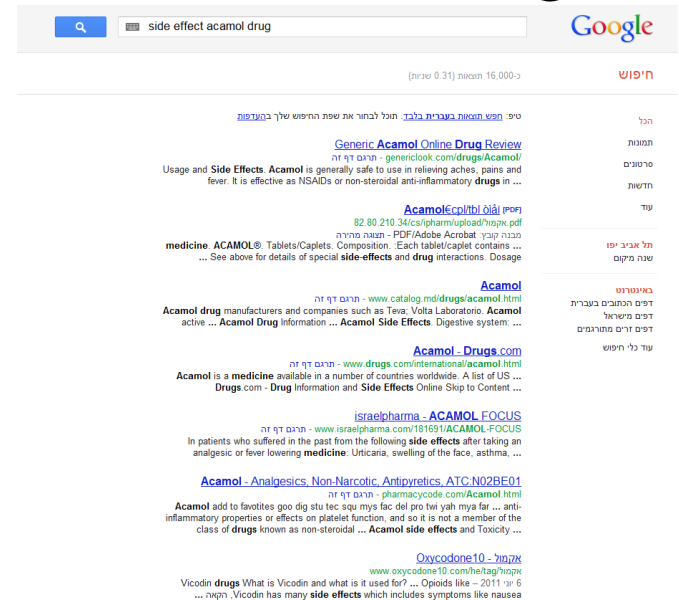 side effect acamol drug
Google
חיפוש
כ-16,000 תוצאות (0.31 שניות)
הכל
תמונות
סרטונים
חדשות
עוד
תל אביב יפו
שנה מיקום
באינטרנט
דפים הכתובים בעברית
דפים מישראל
דפים זרים מתורגמים
עוד כלי חיפוש
טיפ: חפש תוצאות בעברית בלבד. תוכל לבחור את שפת החיפוש שלך בהעדפות
Generic Acamol Online Drug Review
genericlook.com/drugs/Acamol/ - תרגם דף זה
Usage and Side Effects. Acamol is generally safe to use in relieving aches, pains and
fever. It is effective as NSAIDs or non-steroidal anti-inflammatory drugs in ...
[PDF] Acamol€cpl/tbl òìåi
82.80.210.34/cs/ipharm/upload/אקמול.pdf
מבנה קובץ: PDF/Adobe Acrobat - תצוגה מהירה
medicine. ACAMOL®. Tablets/Caplets. Composition. :Each tablet/caplet contains ...
... See above for details of special side-effects and drug interactions. Dosage
Acamol
www.catalog.md/drugs/acamol.html - תרגם דף זה
Acamol drug manufacturers and companies such as Teva; Volta Laboratorio. Acamol
active ... Acamol Drug Information ... Acamol Side Effects. Digestive system: ...
Acamol - Drugs.com
www.drugs.com/international/acamol.html - תרגם דף זה
Acamol is a medicine available in a number of countries worldwide. A list of US ...
Drugs.com - Drug Information and Side Effects Online Skip to Content ...
israelpharma - ACAMOL FOCUS
www.israelpharma.com/181691/ACAMOL-FOCUS - תרגם דף זה
In patients who suffered in the past from the following side effects after taking an
analgesic or fever lowering medicine: Urticaria, swelling of the face, asthma, ...
Acamol - Analgesics, Non-Narcotic, Antipyretics, ATC:N02BE01
pharmacycode.com/Acamol.html - תרגם דף זה
Acamol add to favotites goo dig stu tec squ mys fac del pro twi yah mya far ... anti-
inflammatory properties or effects on platelet function, and so it is not a member of the
class of drugs known as non-steroidal ... Acamol side effects and Toxicity ...
אקמול - Oxycodone10
www.oxycodone10.com/he/tag/אקמול
6 יוני 2011 – Vicodin drugs What is Vicodin and what is it used for? ... Opioids like
Vicodin has many side effects which includes symptoms like nausea, הקאה ...